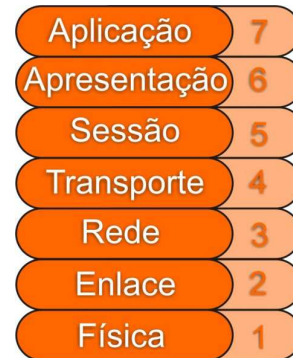 Aplicação 7
Apresentação 6
Sessão 5
Transporte 4
Rede 3
Enlace 2
Física 1